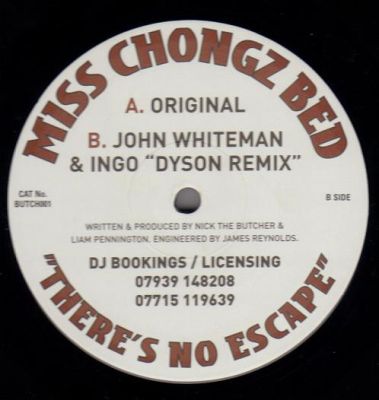 MISS CHONGZ BED
A. ORIGINAL
B. JOHN WHITEMAN
& INGO “DYSON REMIX”
CAT No.
BUTCH001
B SIDE
WRITTEN & PRODUCED BY NICK THE BUTCHER &
LIAM PENNINGTON. ENGINEERED BY JAMES REYNOLDS.
DJ BOOKINGS / LICENSING
07939 148208
07715 119639
"THERE'S NO ESCAPE"